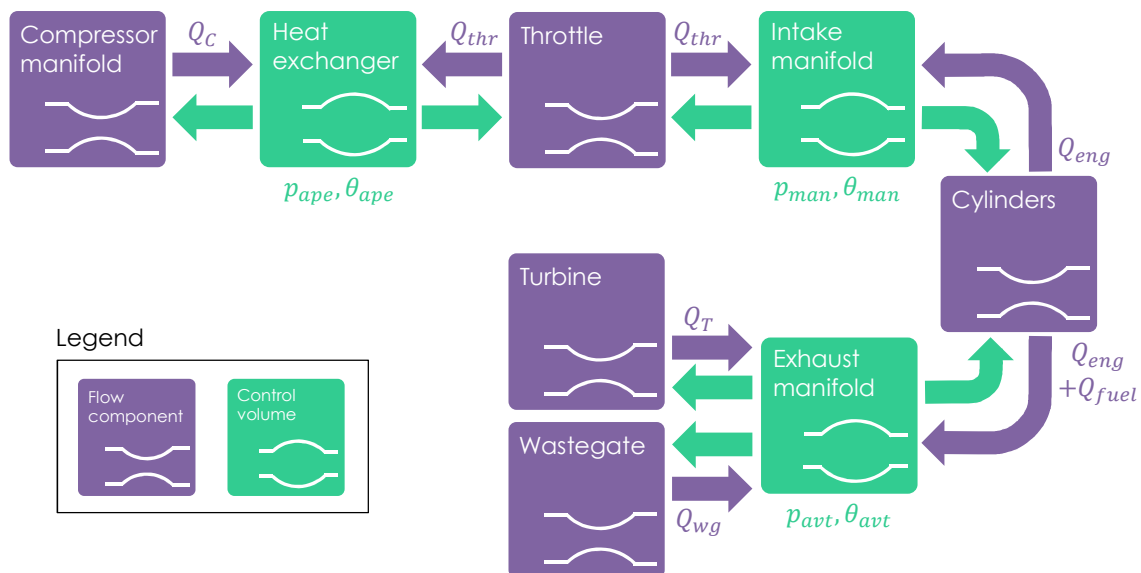 Compressor
manifold
Q_C
Heat
exchanger
Q_thr
Throttle
Q_thr
Intake
manifold
p_ape, θ_ape
p_man, θ_man
Q_eng
Cylinders
Turbine
Q_T
Exhaust
manifold
Q_eng
+Q_fuel
Wastegate
Q_wg
p_avt, θ_avt
Legend
Flow
component
Control
volume